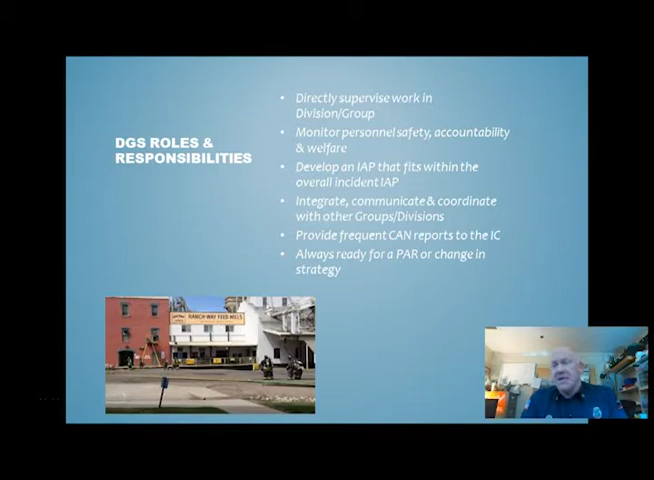 DGS ROLES &
RESPONSIBILITIES
• Directly supervise work in
Division/Group
• Monitor personnel safety, accountability
& welfare
• Develop an IAP that fits within the
overall incident IAP
• Integrate, communicate & coordinate
with other Groups/Divisions
• Provide frequent CAN reports to the IC
• Always ready for a PAR or change in
strategy
RANCH-WAY FEED MILLS